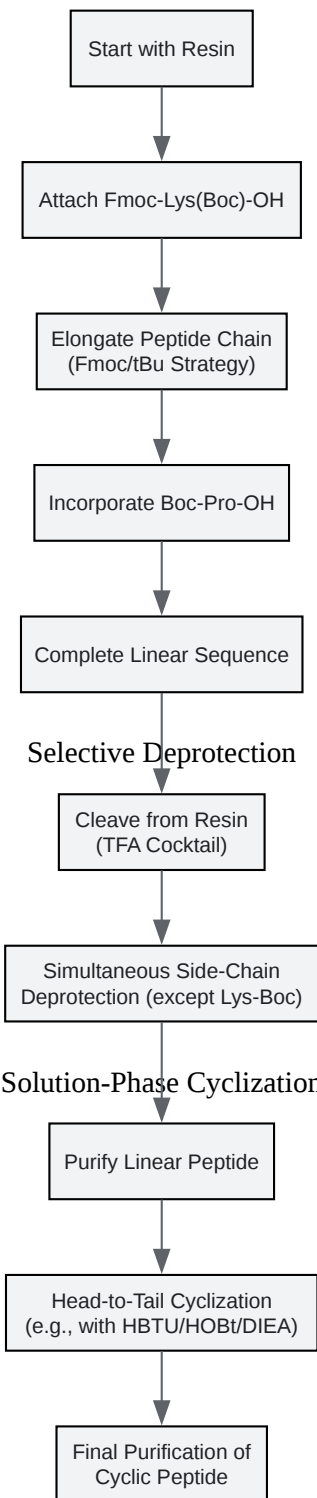 Start with Resin
Attach Fmoc-Lys(Boc)-OH
Elongate Peptide Chain
(Fmoc/tBu Strategy)
Incorporate Boc-Pro-OH
Complete Linear Sequence
Selective Deprotection
Cleave from Resin
(TFA Cocktail)
Simultaneous Side-Chain
Deprotection (except Lys-Boc)
Solution-Phase Cyclization
Purify Linear Peptide
Head-to-Tail Cyclization
(e.g., with HBTU/HOBt/DIEA)
Final Purification of
Cyclic Peptide